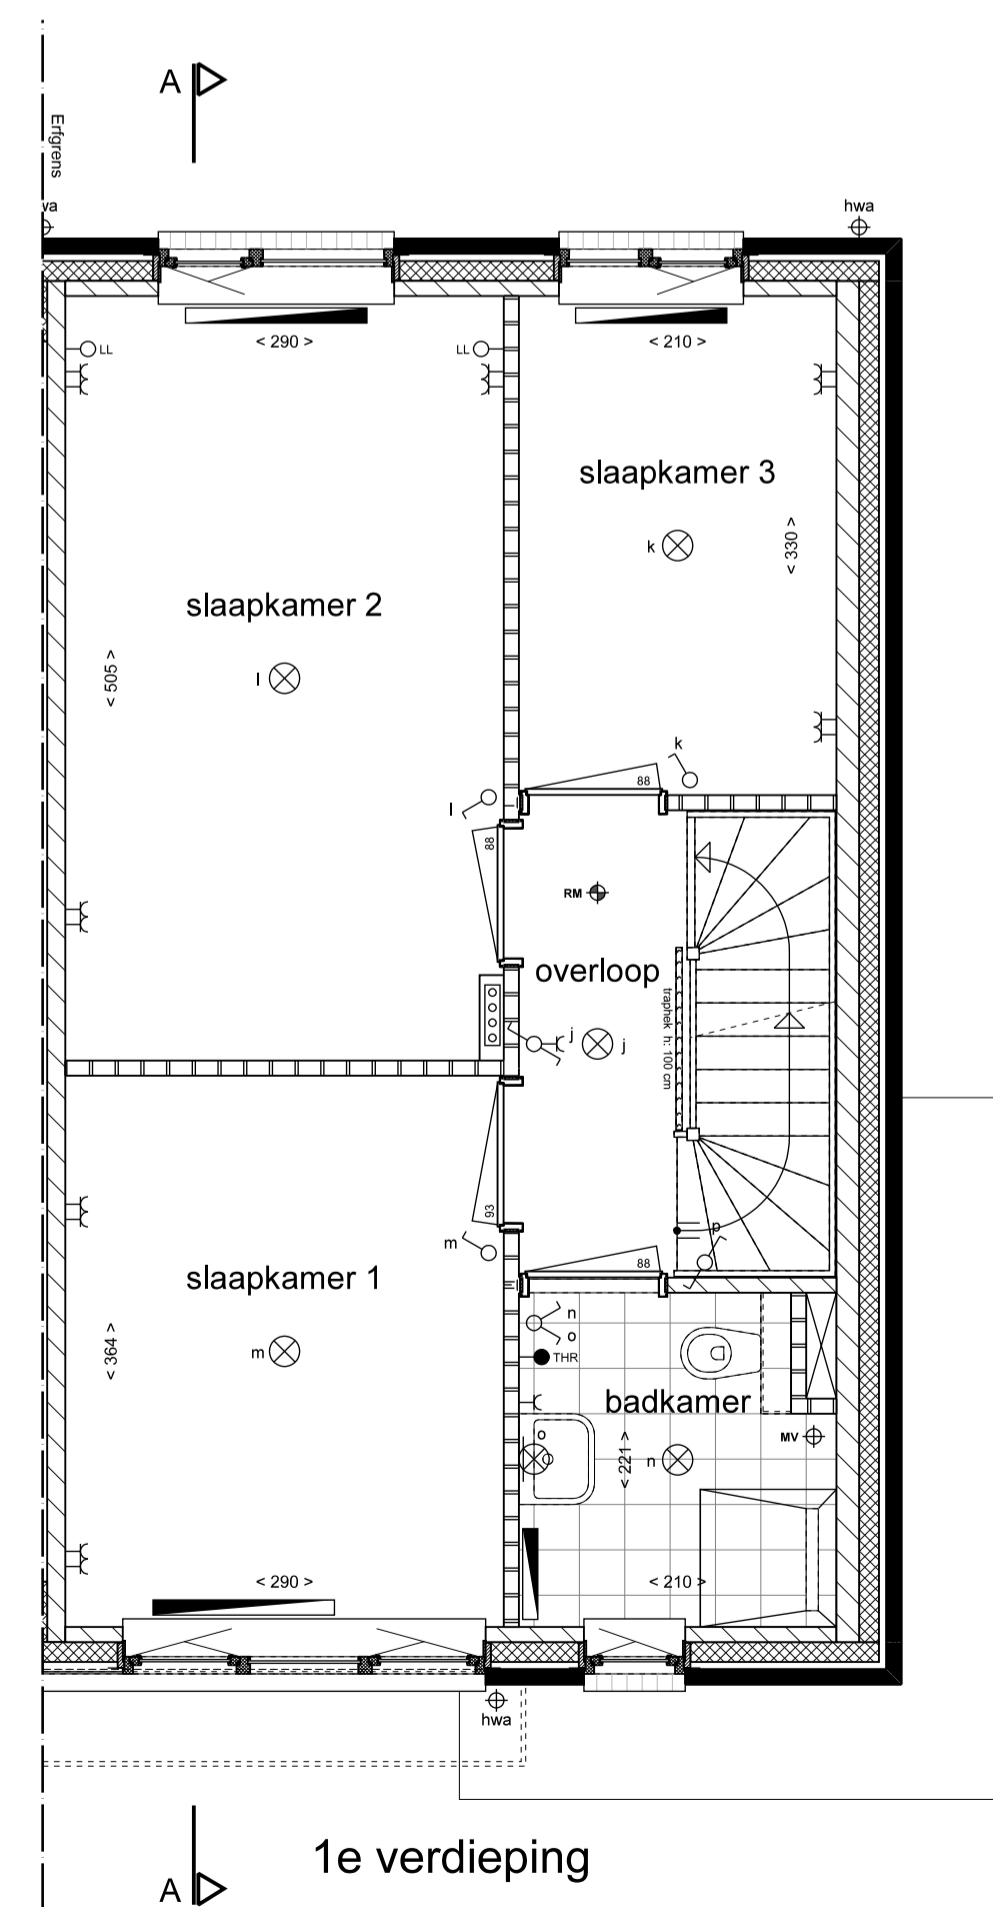 A
Erfgrens
wa
hwa
< 290 >
< 210 >
LL
LL
slaapkamer 3
k
< 330 >
slaapkamer 2
l
< 505 >
k
88
l
88
RM
overloop
traphek h: 100 cm
j
j
93
m
p
88
slaapkamer 1
n
o
THR
m
< 364 >
badkamer
o
< 221 >
n
MV
< 290 >
< 210 >
hwa
1e verdieping
A